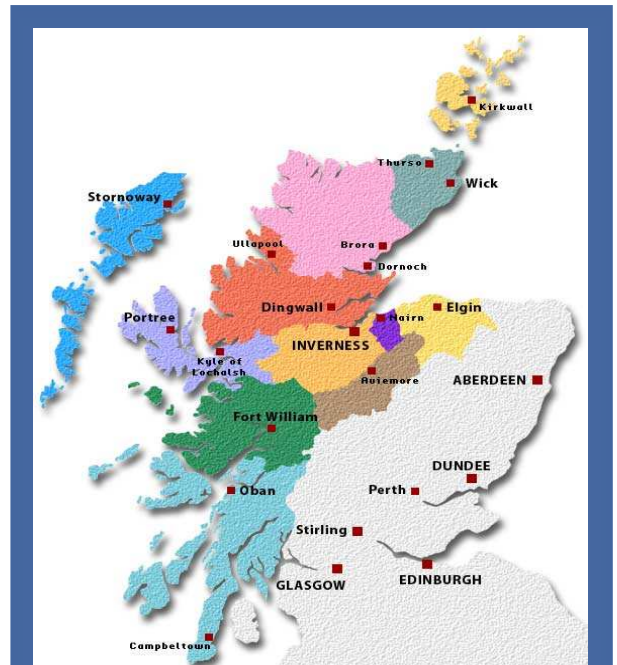 Kirkwall
Thurso
Wick
Stornoway
Ullapool
Brora
Dornoch
Dingwall
Nairn
Elgin
Portree
INVERNESS
Kyle of
Lochalsh
Aviemore
ABERDEEN
Fort William
DUNDEE
Oban
Perth
Stirling
GLASGOW
EDINBURGH
Campbeltown